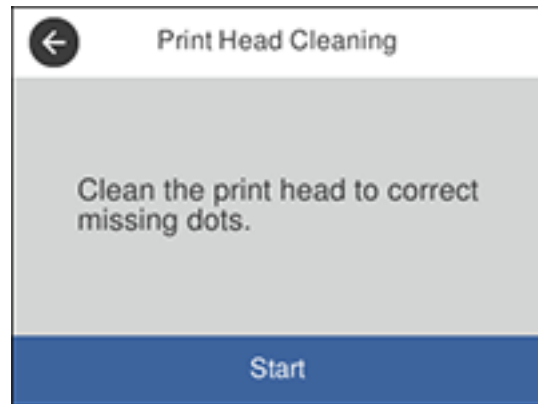 Print Head Cleaning
Clean the print head to correct
missing dots.
Start